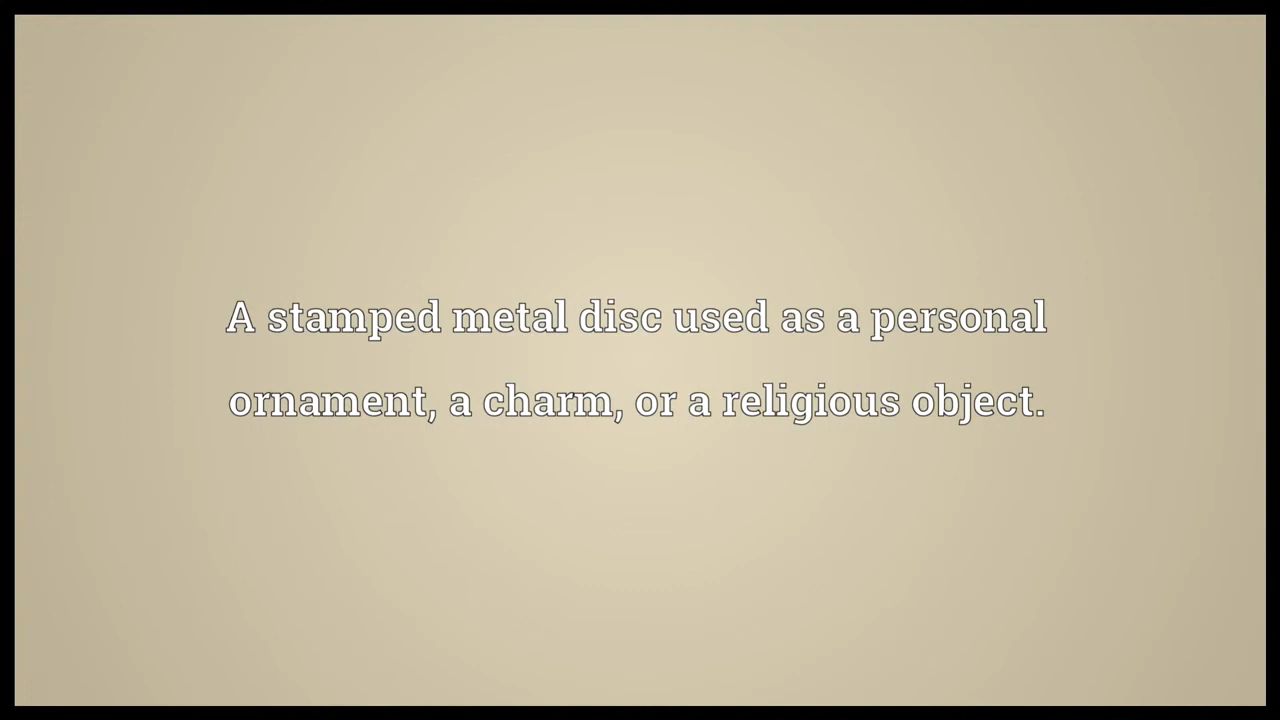 A stamped metal disc used as a personal
ornament, a charm, or a religious object.